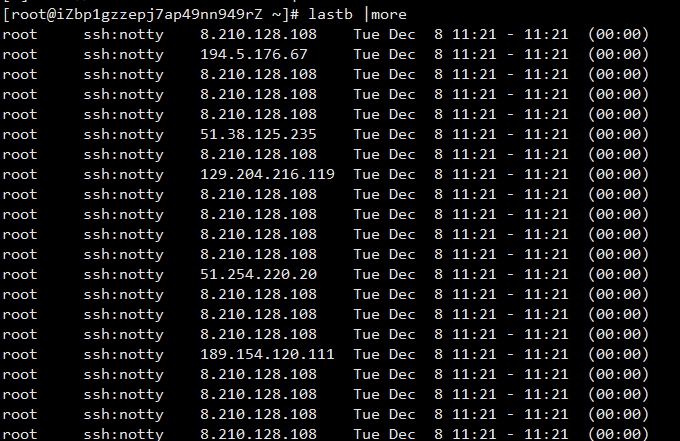 [root@iZbp1gzzepj7ap49nn949rZ ~]# lastb |more
root ssh:notty 8.210.128.108 Tue Dec 8 11:21 - 11:21 (00:00)
root ssh:notty 194.5.176.67 Tue Dec 8 11:21 - 11:21 (00:00)
root ssh:notty 8.210.128.108 Tue Dec 8 11:21 - 11:21 (00:00)
root ssh:notty 8.210.128.108 Tue Dec 8 11:21 - 11:21 (00:00)
root ssh:notty 8.210.128.108 Tue Dec 8 11:21 - 11:21 (00:00)
root ssh:notty 51.38.125.235 Tue Dec 8 11:21 - 11:21 (00:00)
root ssh:notty 8.210.128.108 Tue Dec 8 11:21 - 11:21 (00:00)
root ssh:notty 129.204.216.119 Tue Dec 8 11:21 - 11:21 (00:00)
root ssh:notty 8.210.128.108 Tue Dec 8 11:21 - 11:21 (00:00)
root ssh:notty 8.210.128.108 Tue Dec 8 11:21 - 11:21 (00:00)
root ssh:notty 8.210.128.108 Tue Dec 8 11:21 - 11:21 (00:00)
root ssh:notty 8.210.128.108 Tue Dec 8 11:21 - 11:21 (00:00)
root ssh:notty 51.254.220.20 Tue Dec 8 11:21 - 11:21 (00:00)
root ssh:notty 8.210.128.108 Tue Dec 8 11:21 - 11:21 (00:00)
root ssh:notty 8.210.128.108 Tue Dec 8 11:21 - 11:21 (00:00)
root ssh:notty 8.210.128.108 Tue Dec 8 11:21 - 11:21 (00:00)
root ssh:notty 189.154.120.111 Tue Dec 8 11:21 - 11:21 (00:00)
root ssh:notty 8.210.128.108 Tue Dec 8 11:21 - 11:21 (00:00)
root ssh:notty 8.210.128.108 Tue Dec 8 11:21 - 11:21 (00:00)
root ssh:notty 8.210.128.108 Tue Dec 8 11:21 - 11:21 (00:00)
root ssh:notty 8.210.128.108 Tue Dec 8 11:21 - 11:21 (00:00)